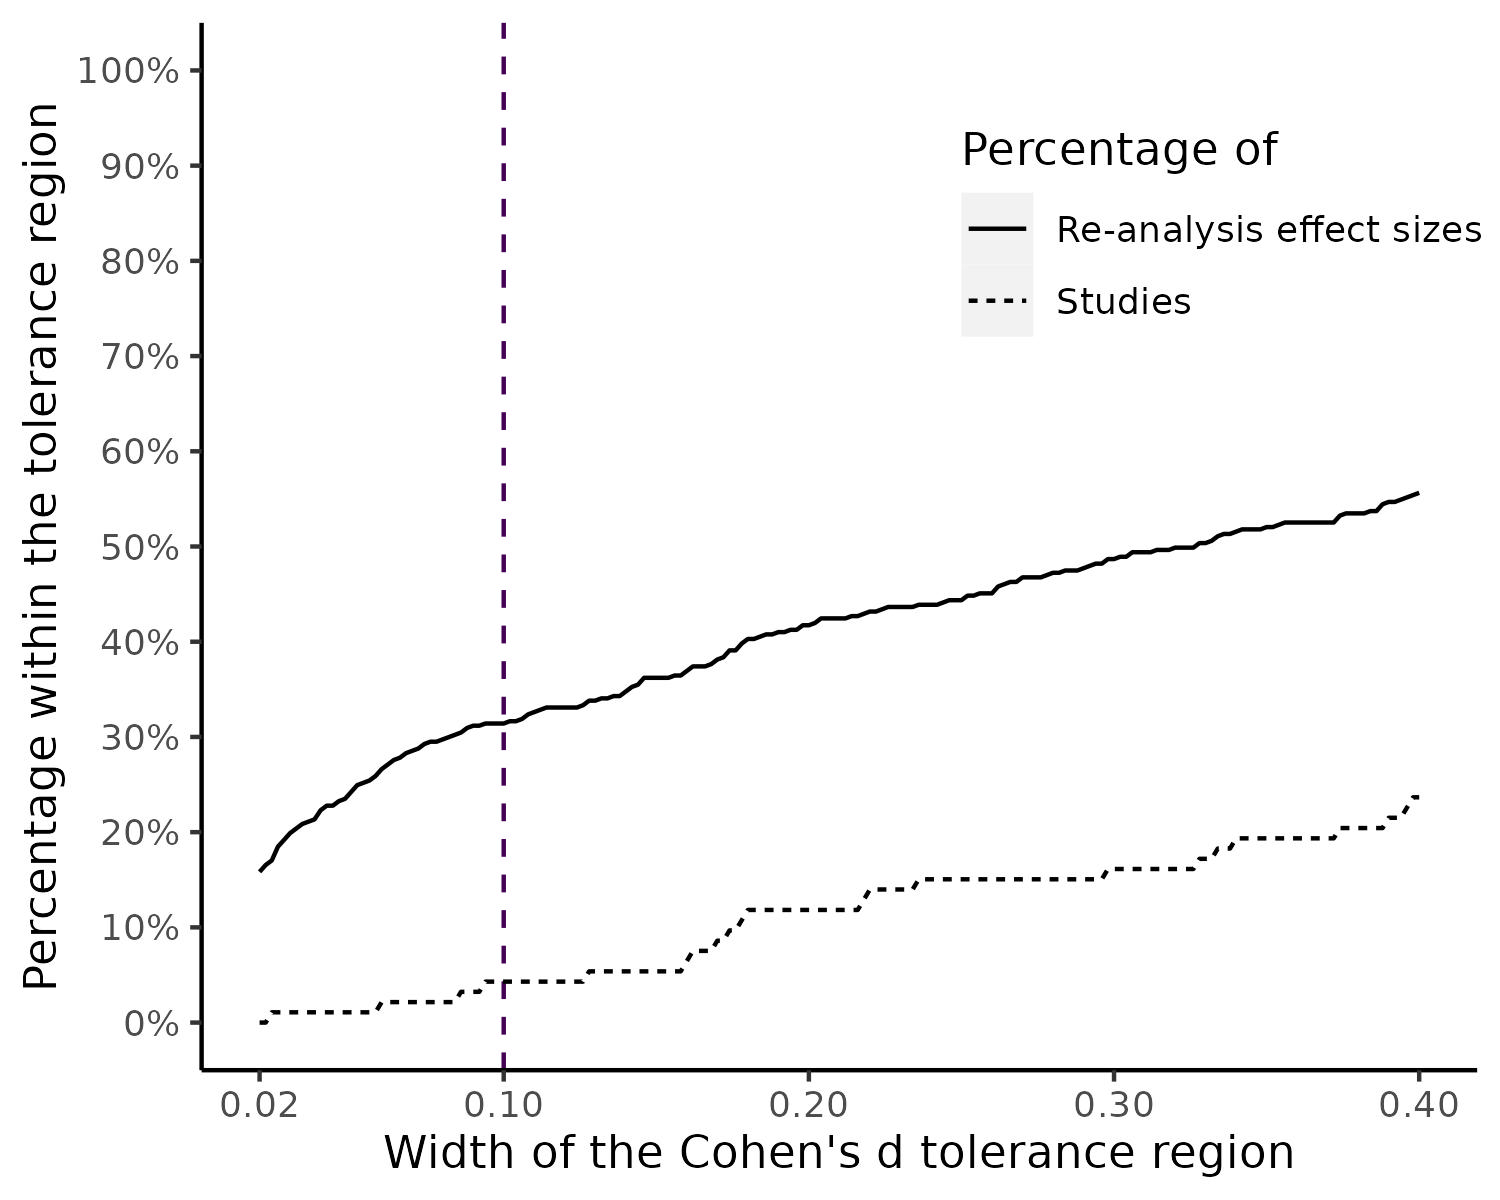 Percentage within the tolerance region
100%
90%
80%
70%
60%
50%
40%
30%
20%
10%
0%
Percentage of
Re-analysis effect sizes
Studies
0.02 0.10 0.20 0.30 0.40
Width of the Cohen's d tolerance region